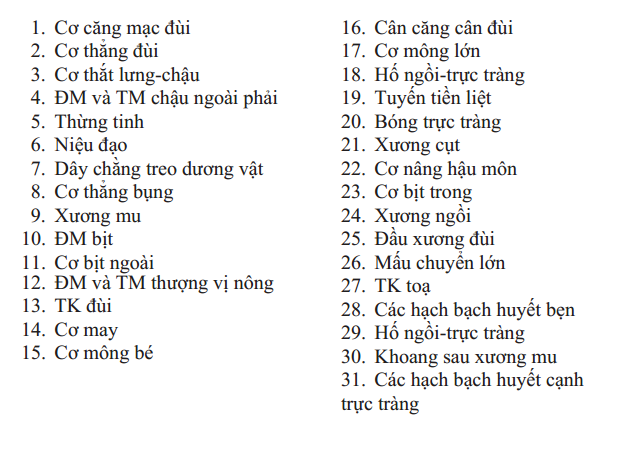 1. Cơ căng mạc đùi
2. Cơ thẳng đùi
3. Cơ thắt lưng-chậu
4. ĐM và TM chậu ngoài phải
5. Thừng tinh
6. Niệu đạo
7. Dây chằng treo dương vật
8. Cơ thẳng bụng
9. Xương mu
10. ĐM bịt
11. Cơ bịt ngoài
12. ĐM và TM thượng vị nông
13. TK đùi
14. Cơ may
15. Cơ mông bé
16. Cân căng cân đùi
17. Cơ mông lớn
18. Hố ngồi-trực tràng
19. Tuyến tiền liệt
20. Bóng trực tràng
21. Xương cụt
22. Cơ nâng hậu môn
23. Cơ bịt trong
24. Xương ngồi
25. Đầu xương đùi
26. Mấu chuyển lớn
27. TK toạ
28. Các hạch bạch huyết bẹn
29. Hố ngồi-trực tràng
30. Khoang sau xương mu
31. Các hạch bạch huyết cạnh
trực tràng